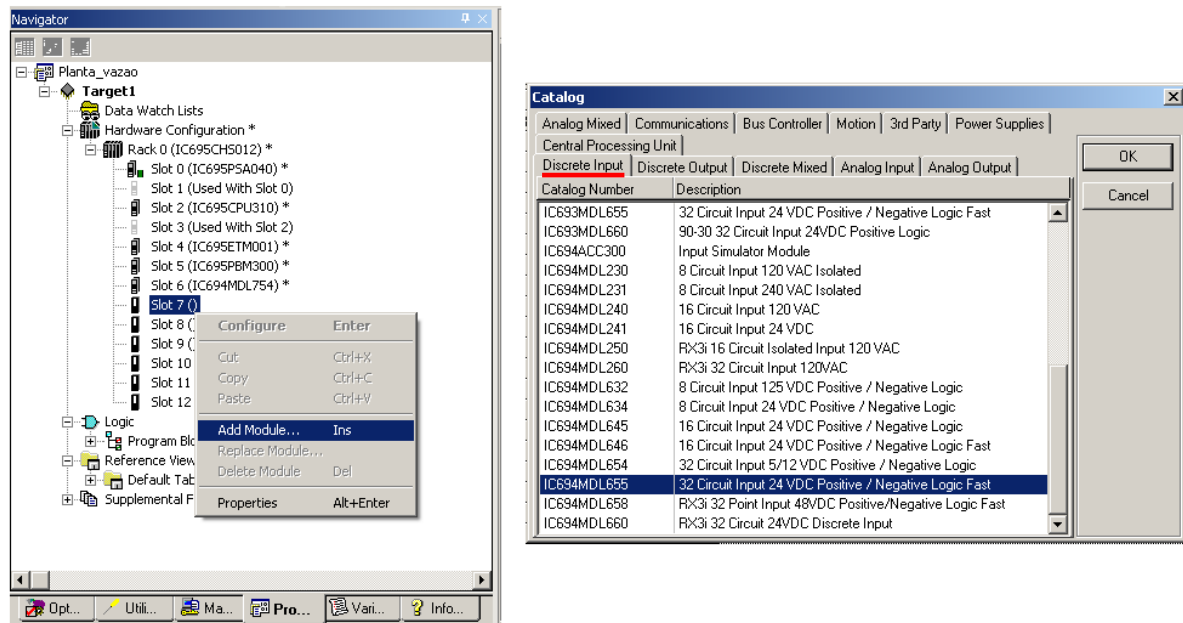 Navigator
Planta_vazao
Target1
Data Watch Lists
Hardware Configuration *
Rack 0 (IC695CHS012) *
Slot 0 (IC695PSA040) *
Slot 1 (Used With Slot 0)
Slot 2 (IC695CPU310) *
Slot 3 (Used With Slot 2)
Slot 4 (IC695ETM001) *
Slot 5 (IC695PBM300) *
Slot 6 (IC694MDL754) *
Slot 7 ()
Slot 8 (
Slot 9 (
Slot 10
Slot 11
Slot 12
Logic
Program Blo
Reference View
Default Tab
Supplemental F
Configure Enter
Cut Ctrl+X
Copy Ctrl+C
Paste Ctrl+V
Add Module... Ins
Replace Module...
Delete Module Del
Properties Alt+Enter
Opt... Utili... Ma... Pro... Vari... Info...
Catalog
Analog Mixed Communications Bus Controller Motion 3rd Party Power Supplies
Central Processing Unit
Discrete Input Discrete Output Discrete Mixed Analog Input Analog Output
Catalog Number Description
IC693MDL655 32 Circuit Input 24 VDC Positive / Negative Logic Fast
IC693MDL660 90-30 32 Circuit Input 24VDC Positive Logic
IC694ACC300 Input Simulator Module
IC694MDL230 8 Circuit Input 120 VAC Isolated
IC694MDL231 8 Circuit Input 240 VAC Isolated
IC694MDL240 16 Circuit Input 120 VAC
IC694MDL241 16 Circuit Input 24 VDC
IC694MDL250 RX3i 16 Circuit Isolated Input 120 VAC
IC694MDL260 RX3i 32 Circuit Input 120VAC
IC694MDL632 8 Circuit Input 125 VDC Positive / Negative Logic
IC694MDL634 8 Circuit Input 24 VDC Positive / Negative Logic
IC694MDL645 16 Circuit Input 24 VDC Positive / Negative Logic
IC694MDL646 16 Circuit Input 24 VDC Positive / Negative Logic Fast
IC694MDL654 32 Circuit Input 5/12 VDC Positive / Negative Logic
IC694MDL655 32 Circuit Input 24 VDC Positive / Negative Logic Fast
IC694MDL658 RX3i 32 Point Input 48VDC Positive/Negative Logic Fast
IC694MDL660 RX3i 32 Circuit 24VDC Discrete Input
OK
Cancel